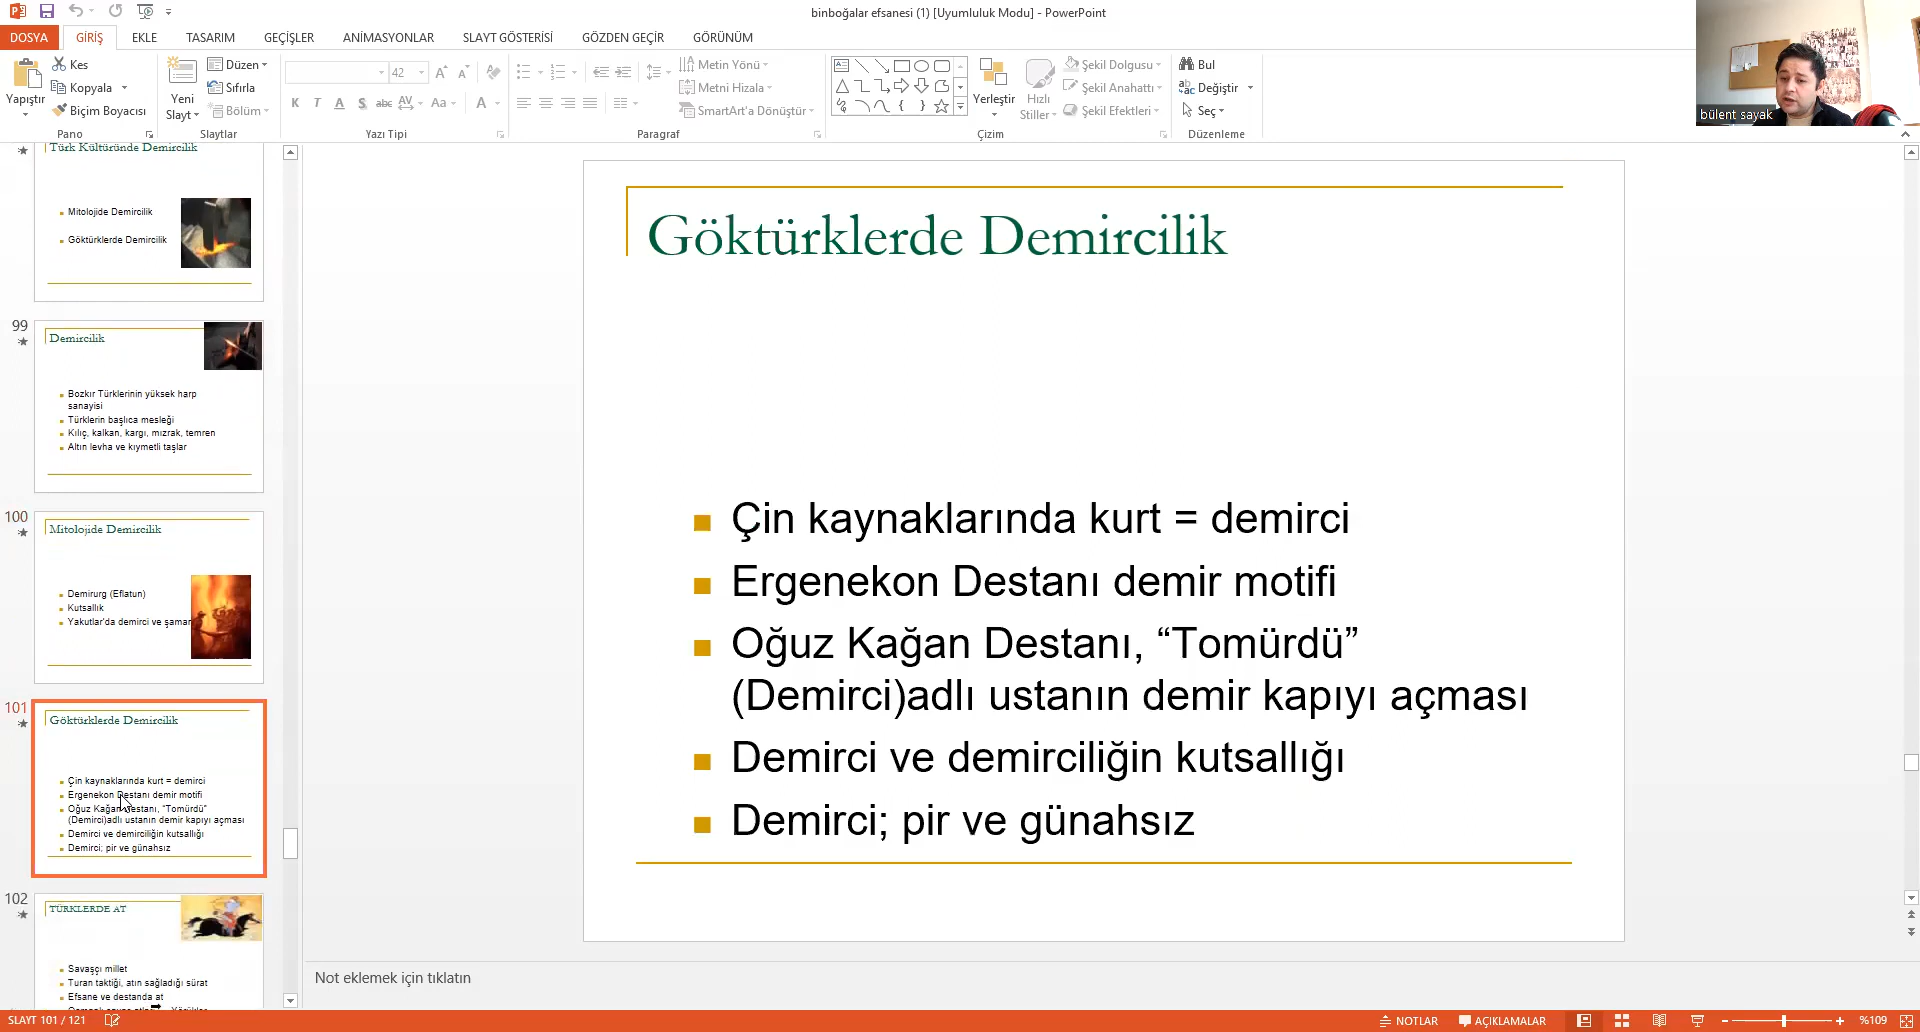 binboğalar efsanesi (1) [Uyumluluk Modu] - PowerPoint
DOSYA GİRİŞ EKLE TASARIM GEÇİŞLER ANİMASYONLAR SLAYT GÖSTERİSİ GÖZDEN GEÇİR GÖRÜNÜM
Yapıştır
Kes
Kopyala
Biçim Boyacısı
Pano
Yeni
Slayt
Düzen
Sıfırla
Bölüm
Slaytlar
42
K T A S abc AV Aa A
Yazı Tipi
Metin Yönü
Metni Hizala
SmartArt'a Dönüştür
Paragraf
Yerleştir
Hızlı
Stiller
Şekil Dolgusu
Şekil Anahattı
Şekil Efektleri
Çizim
Bul
Değiştir
Seç
Düzenleme
bülent sayak
Türk Kültüründe Demircilik
Mitolojide Demircilik
Göktürklerde Demircilik
99
Demircilik
Bozkır Türklerinin yüksek harp
sanayisi
Türklerin başlıca mesleği
Kılıç, kalkan, kargı, mızrak, temren
Altın levha ve kıymetli taşlar
100
Mitolojide Demircilik
Demirurg (Eflatun)
Kutsallık
Yakutlar'da demirci ve şaman
101
Göktürklerde Demircilik
Çin kaynaklarında kurt = demirci
Ergenekon Destanı demir motifi
Oğuz Kağan Destanı, “Tomürdü”
(Demirci)adlı ustanın demir kapıyı açması
Demirci ve demirciliğin kutsallığı
Demirci; pir ve günahsız
102
TÜRKLERDE AT
Savaşçı millet
Turan taktiği, atın sağladığı sürat
Efsane ve destanda at
Göktürklerde Demircilik
Çin kaynaklarında kurt = demirci
Ergenekon Destanı demir motifi
Oğuz Kağan Destanı, “Tomürdü”
(Demirci)adlı ustanın demir kapıyı açması
Demirci ve demirciliğin kutsallığı
Demirci; pir ve günahsız
Not eklemek için tıklatın
SLAYT 101 / 121
NOTLAR
AÇIKLAMALAR
%109